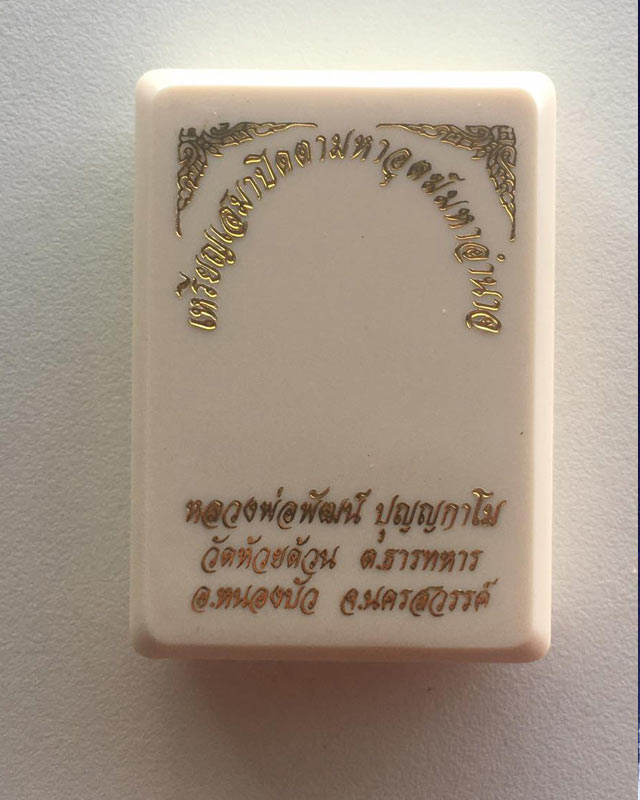 เหรียญเสมาปิดตามหาอุตม์มหาอำนาจ
หลวงพ่อพัฒน์ ปุญญกาโม
วัดห้วยด้วน ต.ธารทหาร
อ.หนองบัว จ.นครสวรรค์